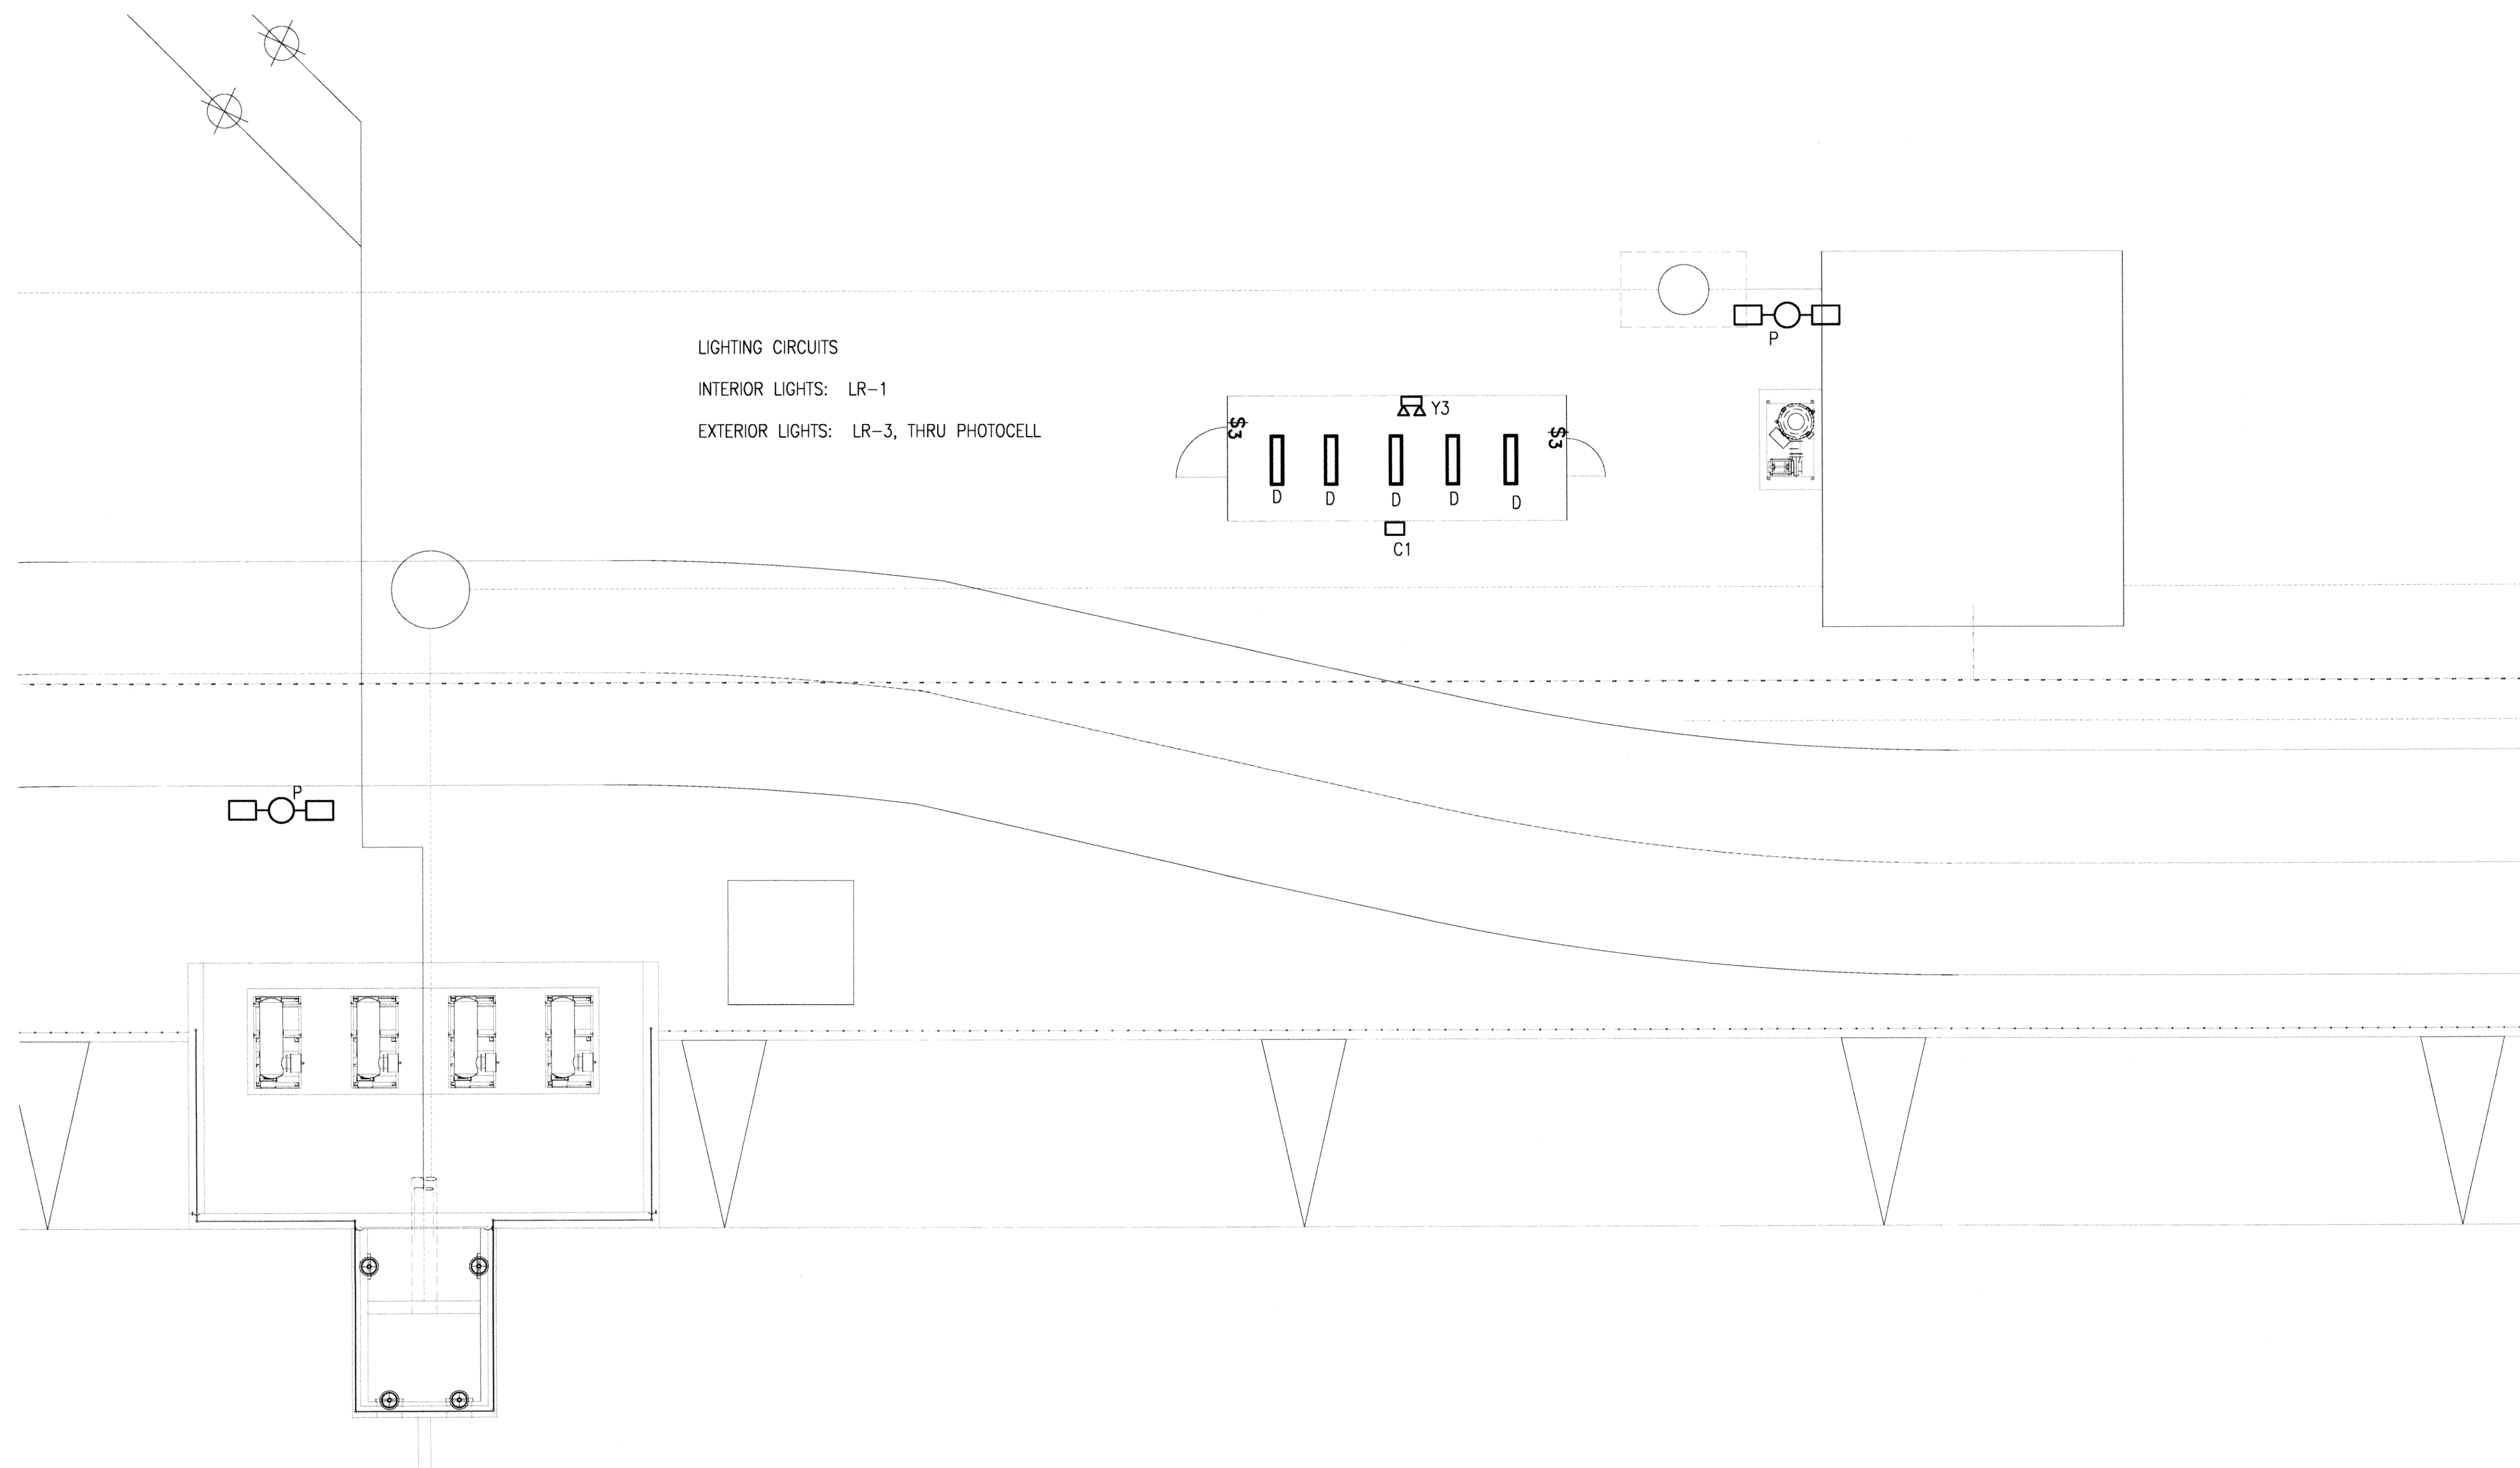 P
LIGHTING CIRCUITS
INTERIOR LIGHTS: LR-1
EXTERIOR LIGHTS: LR-3, THRU PHOTOCELL
Y3
$3
$3
D D D D D
C1
P